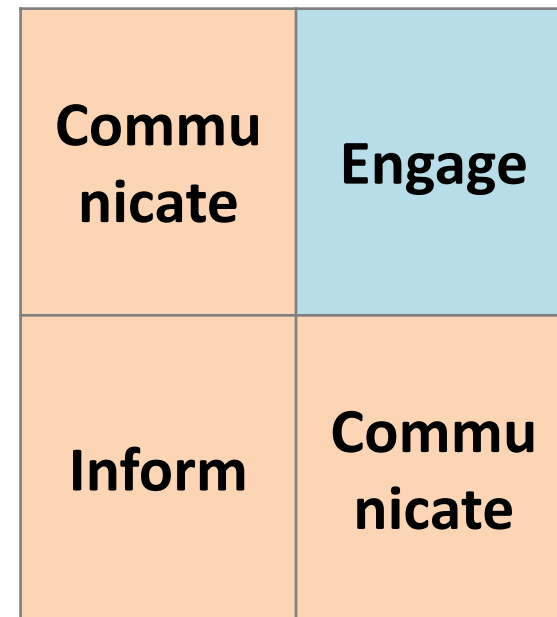 Commu
nicate
Engage
Inform
Commu
nicate